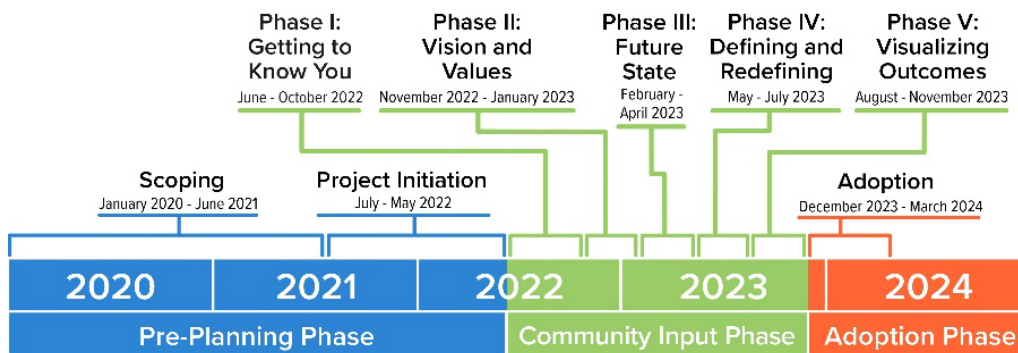 Phase I:
Getting to
Know You
June - October 2022
Phase II:
Vision and
Values
November 2022 - January 2023
Phase III:
Future
State
February -
April 2023
Phase IV:
Defining and
Redefining
May - July 2023
Phase V:
Visualizing
Outcomes
August - November 2023
Scoping
January 2020 - June 2021
Project Initiation
July - May 2022
Adoption
December 2023 - March 2024
2020
2021
2022
2023
2024
Pre-Planning Phase
Community Input Phase
Adoption Phase